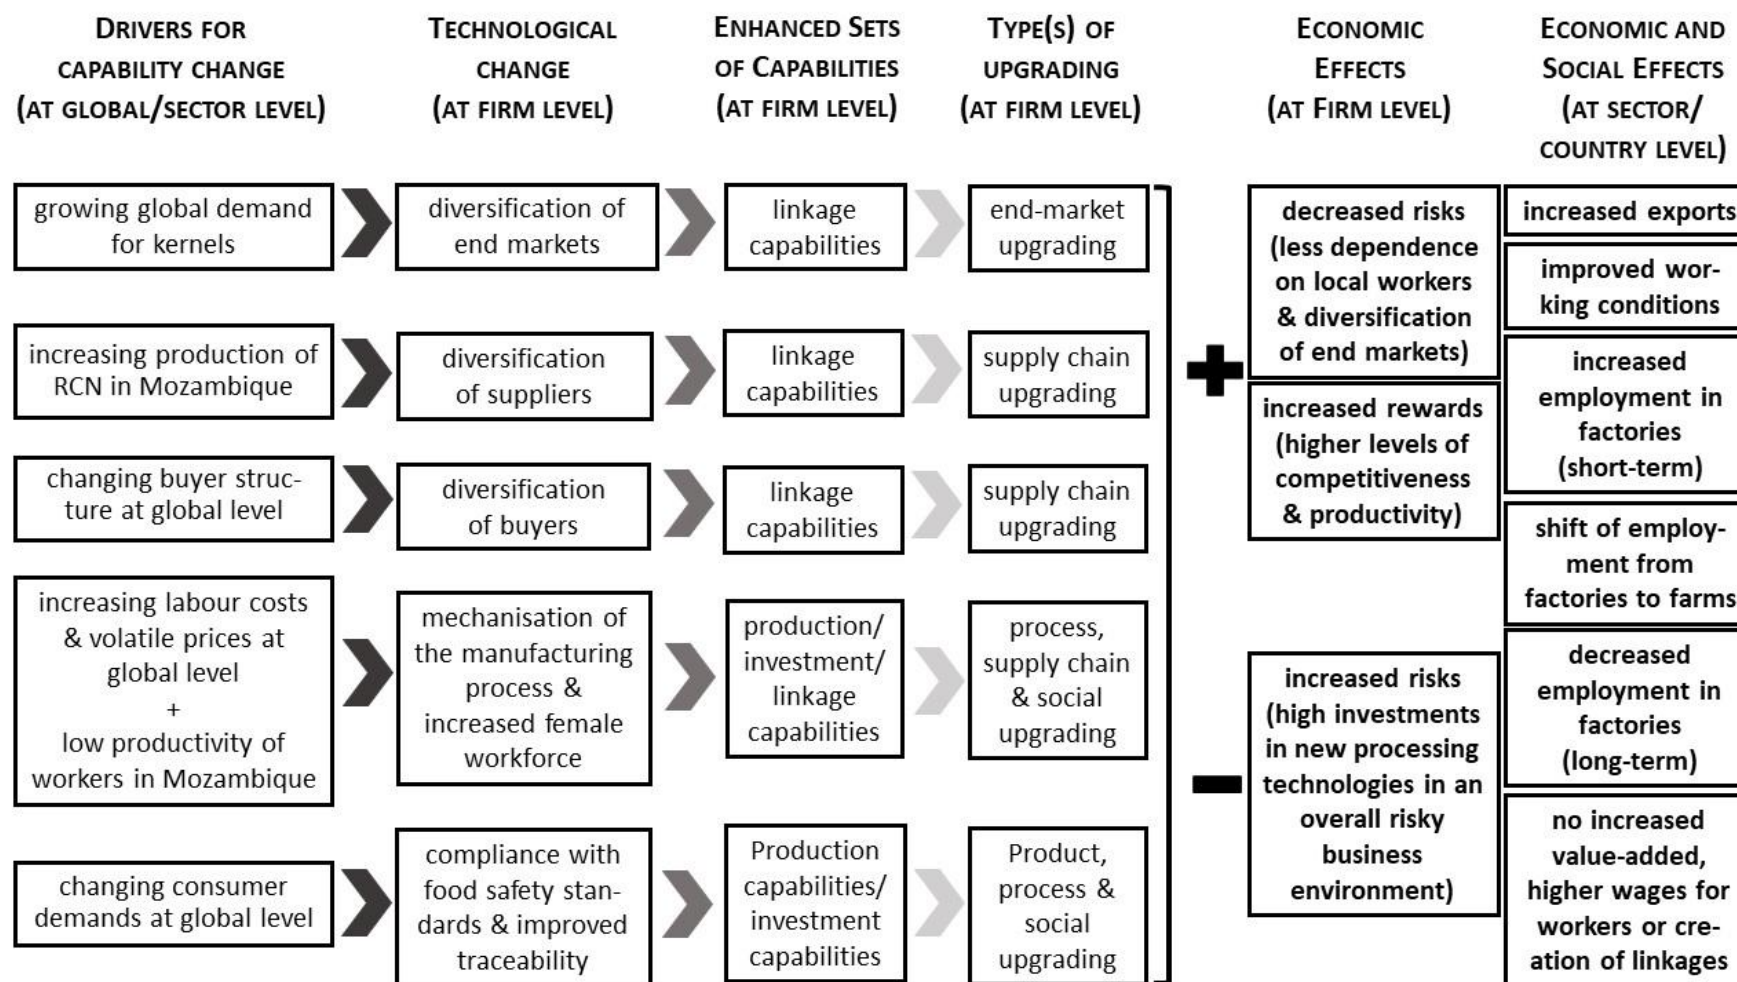 DRIVERS FOR
CAPABILITY CHANGE
(AT GLOBAL/SECTOR LEVEL)
TECHNOLOGICAL
CHANGE
(AT FIRM LEVEL)
ENHANCED SETS
OF CAPABILITIES
(AT FIRM LEVEL)
TYPE(S) OF
UPGRADING
(AT FIRM LEVEL)
ECONOMIC
EFFECTS
(AT FIRM LEVEL)
ECONOMIC AND
SOCIAL EFFECTS
(AT SECTOR/
COUNTRY LEVEL)
growing global demand
for kernels
diversification of
end markets
linkage
capabilities
end-market
upgrading
increasing production of
RCN in Mozambique
diversification
of suppliers
linkage
capabilities
supply chain
upgrading
changing buyer struc-
ture at global level
diversification
of buyers
linkage
capabilities
supply chain
upgrading
increasing labour costs
& volatile prices at
global level
+
low productivity of
workers in Mozambique
mechanisation of
the manufacturing
process &
increased female
workforce
production/
investment/
linkage
capabilities
process,
supply chain
& social
upgrading
changing consumer
demands at global level
compliance with
food safety stan-
dards & improved
traceability
Production
capabilities/
investment
capabilities
Product,
process &
social
upgrading
+
decreased risks
(less dependence
on local workers
& diversification
of end markets)
increased rewards
(higher levels of
competitiveness
& productivity)
-
increased risks
(high investments
in new processing
technologies in an
overall risky
business
environment)
increased exports
improved wor-
king conditions
increased
employment in
factories
(short-term)
shift of employ-
ment from
factories to farms
decreased
employment in
factories
(long-term)
no increased
value-added,
higher wages for
workers or cre-
ation of linkages